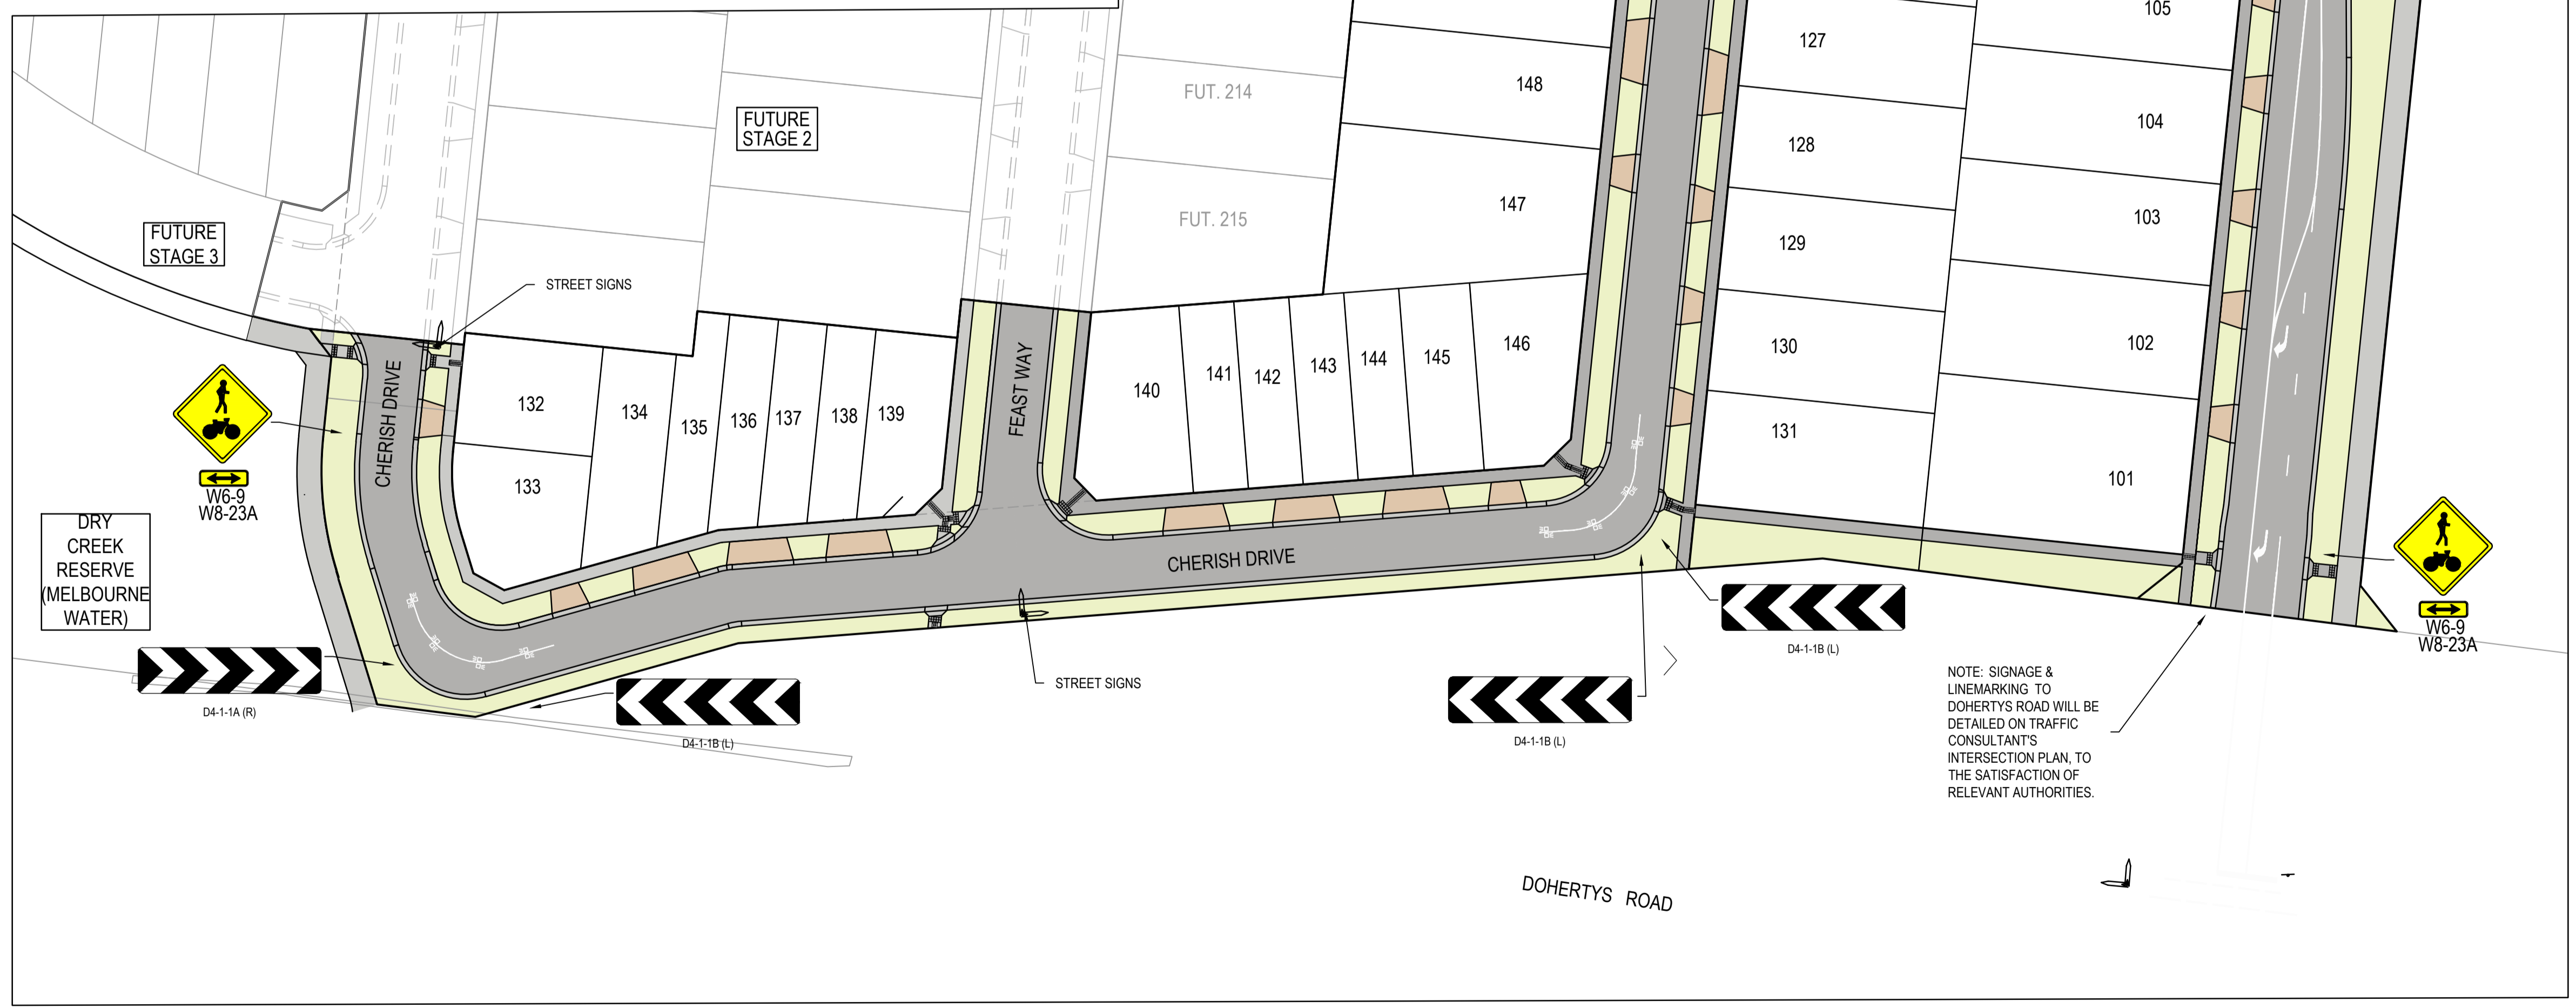 105
127
148
104
FUT. 214
FUTURE
STAGE 2
128
147
103
FUT. 215
129
FUTURE
STAGE 3
STREET SIGNS
130
102
146
145
144
143
142
141
140
FEAST WAY
CHERISH DRIVE
132
134
135
136
137
138
139
131
133
101
W6-9
W8-23A
DRY
CREEK
RESERVE
(MELBOURNE
WATER)
CHERISH DRIVE
W6-9
W8-23A
D4-1-1B (L)
STREET SIGNS
D4-1-1A (R)
D4-1-1B (L)
D4-1-1B (L)
NOTE: SIGNAGE &
LINEMARKING TO
DOHERTYS ROAD WILL BE
DETAILED ON TRAFFIC
CONSULTANT'S
INTERSECTION PLAN, TO
THE SATISFACTION OF
RELEVANT AUTHORITIES.
DOHERTYS ROAD